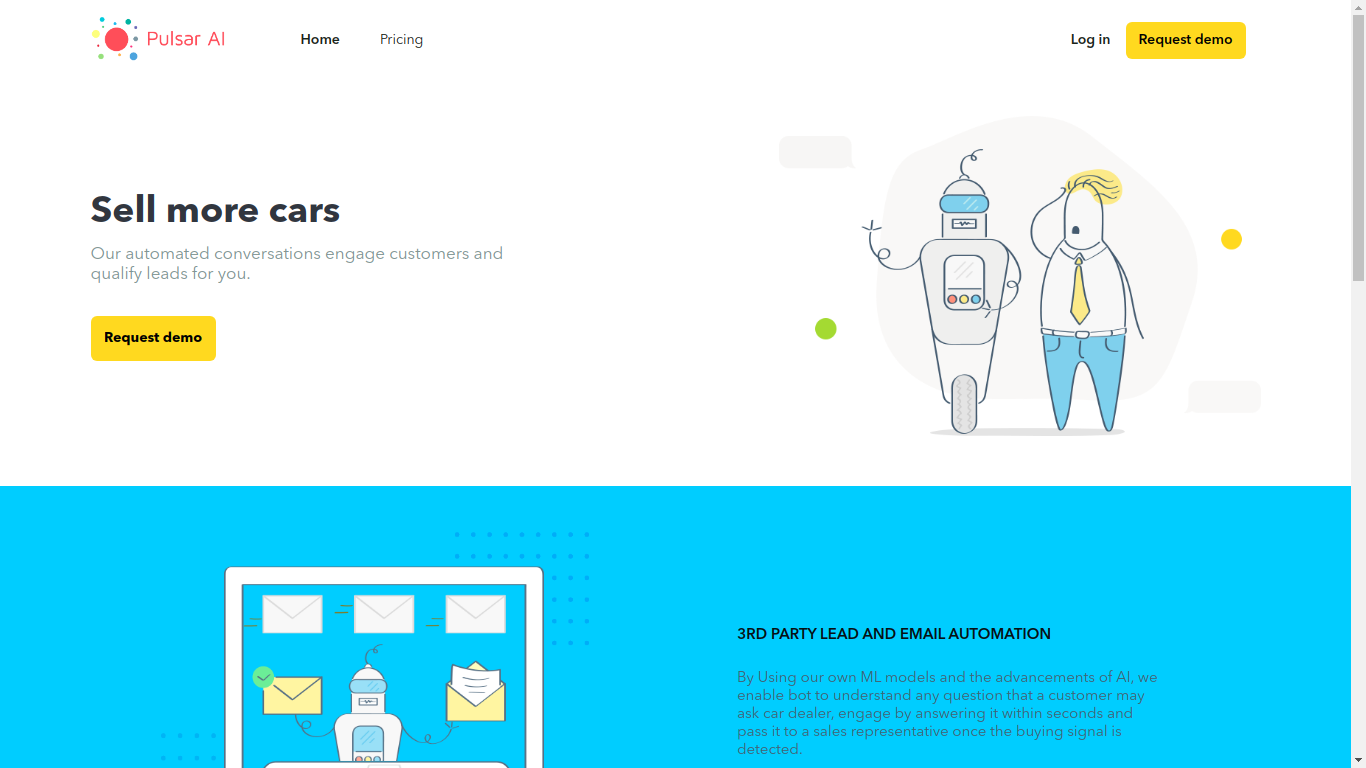 Pulsar AI
Home
Pricing
Log in
Request demo
Sell more cars
Our automated conversations engage customers and
qualify leads for you.
Request demo
3RD PARTY LEAD AND EMAIL AUTOMATION
By Using our own ML models and the advancements of AI, we
enable bot to understand any question that a customer may
ask car dealer, engage by answering it within seconds and
pass it to a sales representative once the buying signal is
detected.